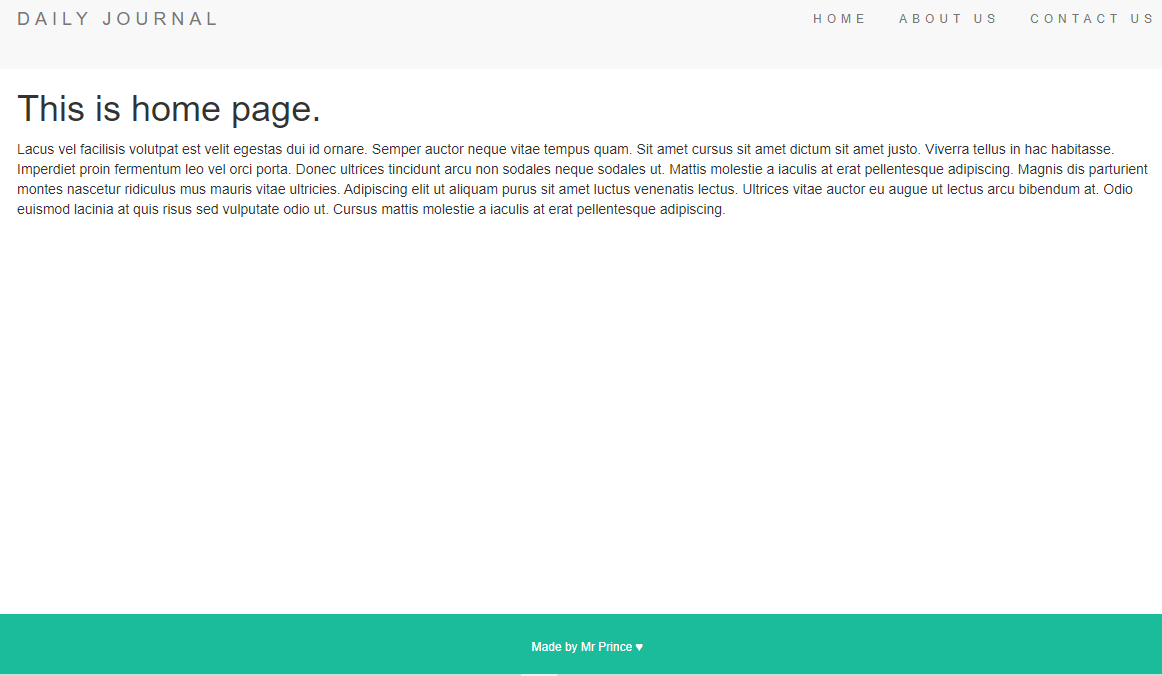 DAILY JOURNAL
HOME ABOUT US CONTACT US
This is home page.
Lacus vel facilisis volutpat est velit egestas dui id ornare. Semper auctor neque vitae tempus quam. Sit amet cursus sit amet dictum sit amet justo. Viverra tellus in hac habitasse.
Imperdiet proin fermentum leo vel orci porta. Donec ultrices tincidunt arcu non sodales neque sodales ut. Mattis molestie a iaculis at erat pellentesque adipiscing. Magnis dis parturient
montes nascetur ridiculus mus mauris vitae ultricies. Adipiscing elit ut aliquam purus sit amet luctus venenatis lectus. Ultrices vitae auctor eu augue ut lectus arcu bibendum at. Odio
euismod lacinia at quis risus sed vulputate odio ut. Cursus mattis molestie a iaculis at erat pellentesque adipiscing.
Made by Mr Prince ♥